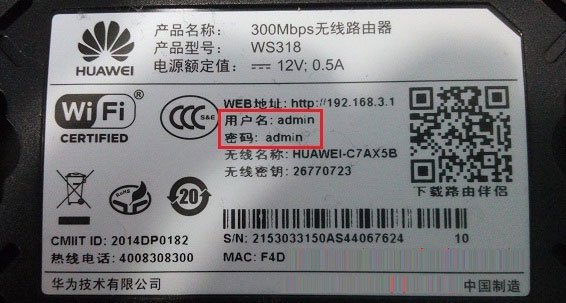 产品名称: 300Mbps无线路由器
产品型号: WS318
HUAWEI
电源额定值: 12V; 0.5A
WEB地址: http://192.168.3.1
Wi Fi
CERTIFIED
S&E
用户名: admin
密码: admin
无线名称: HUAWEI-C7AX5B
无线密钥: 26770723
下载路由伴侣
RoHS
20
CMIIT ID: 2014DP0182
S/N: 2153033150AS44067624
10
热线电话: 4008308300
MAC: F4D
华为技术有限公司
中国制造